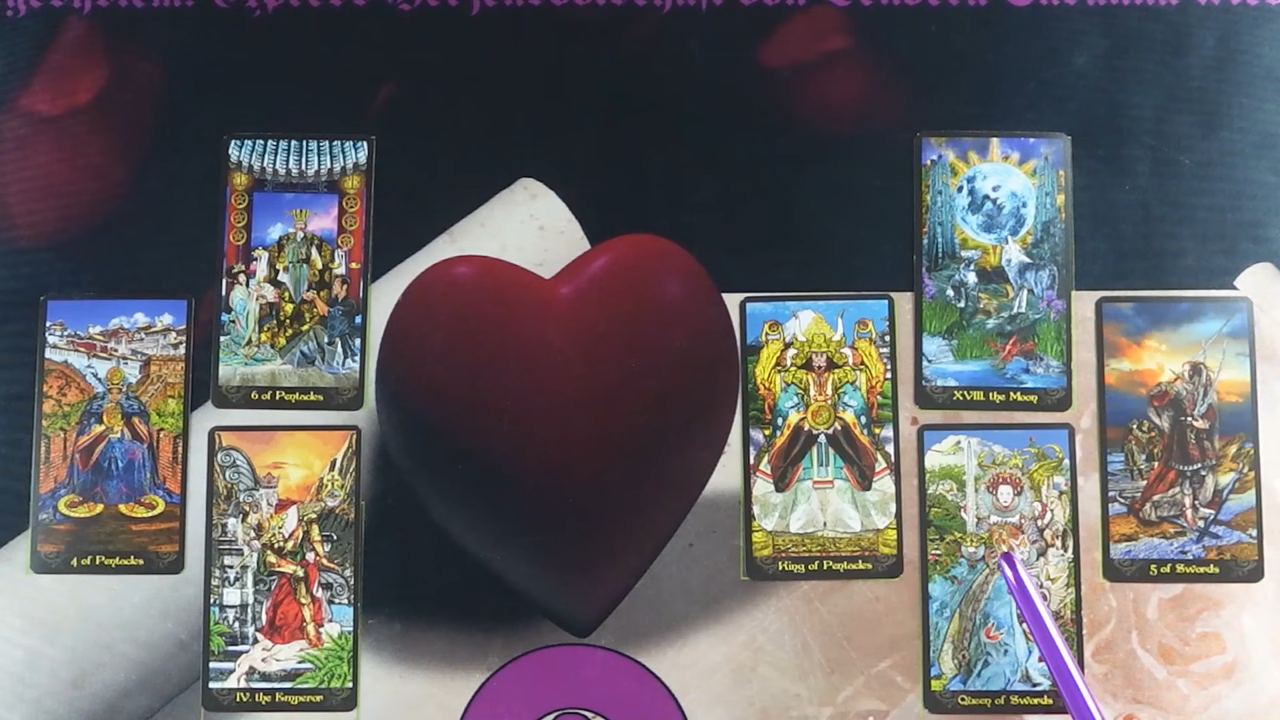 6 of Pentacles
XVIII. the Moon
4 of Pentacles
King of Pentacles
5 of Swords
IV. the Emperor
Queen of Swords